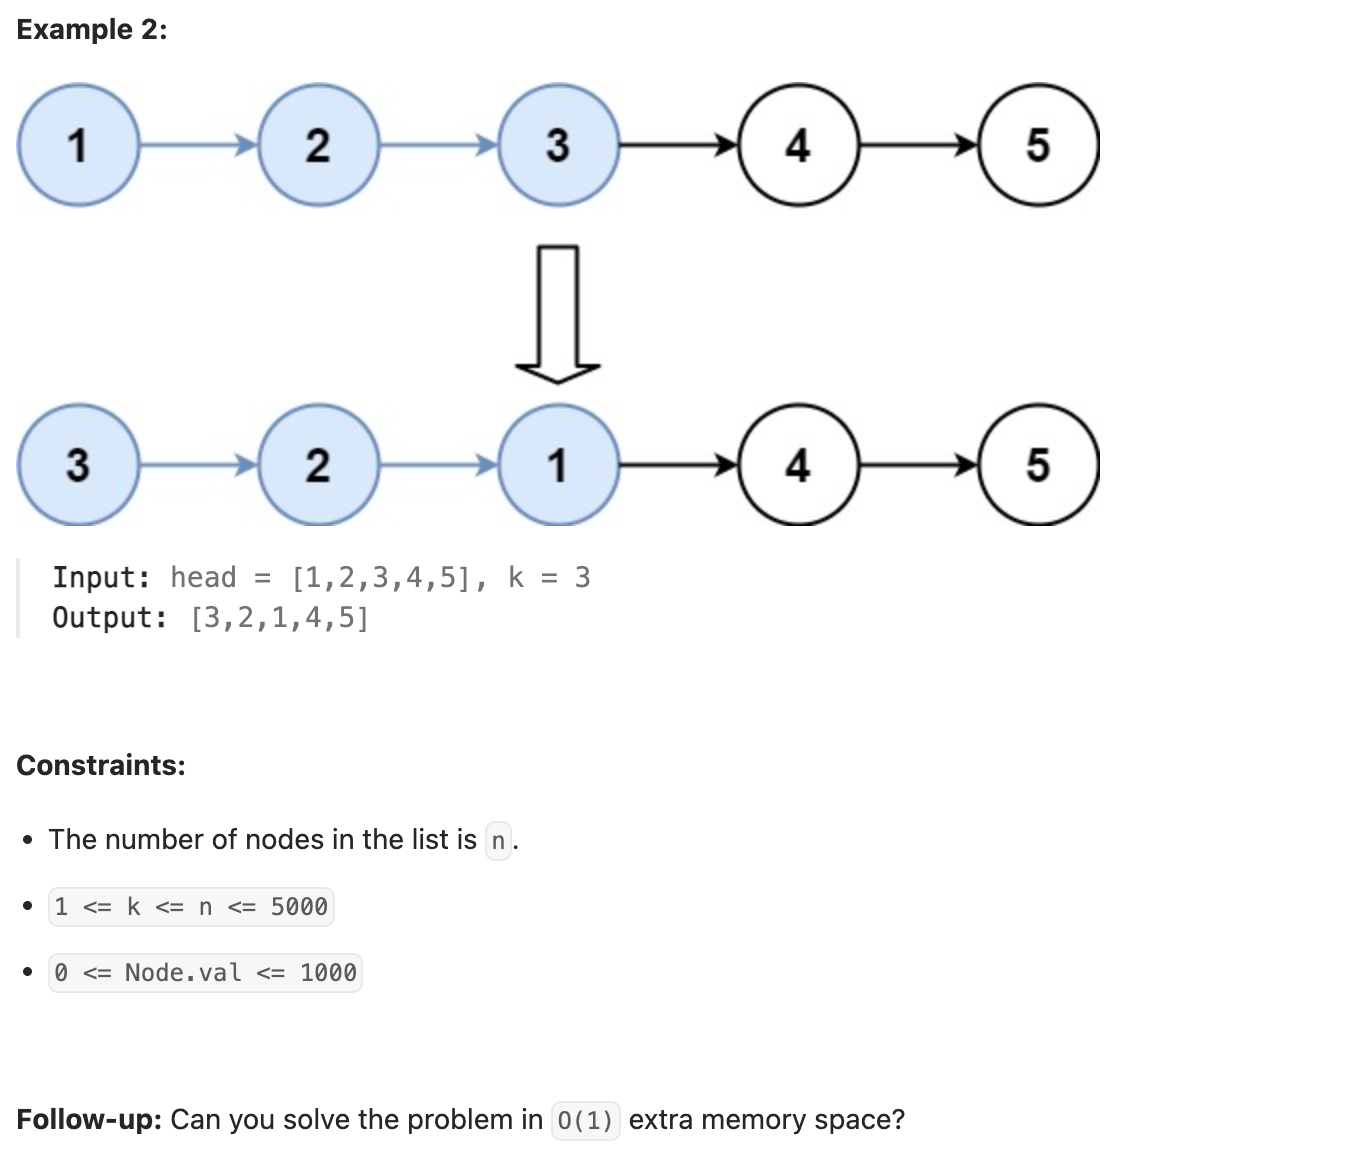 Example 2:
1 2 3 4 5
3 2 1 4 5
Input: head = [1,2,3,4,5], k = 3
Output: [3,2,1,4,5]
Constraints:
• The number of nodes in the list is n.
• 1 <= k <= n <= 5000
• 0 <= Node.val <= 1000
Follow-up: Can you solve the problem in O(1) extra memory space?